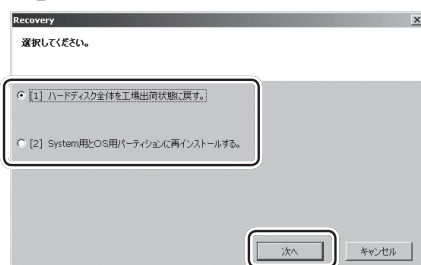 Recovery
選択してください。
[1] ハードディスク全体を工場出荷状態に戻す。
[2] System用とOS用パーティションに再インストールする。
次へ
キャンセル